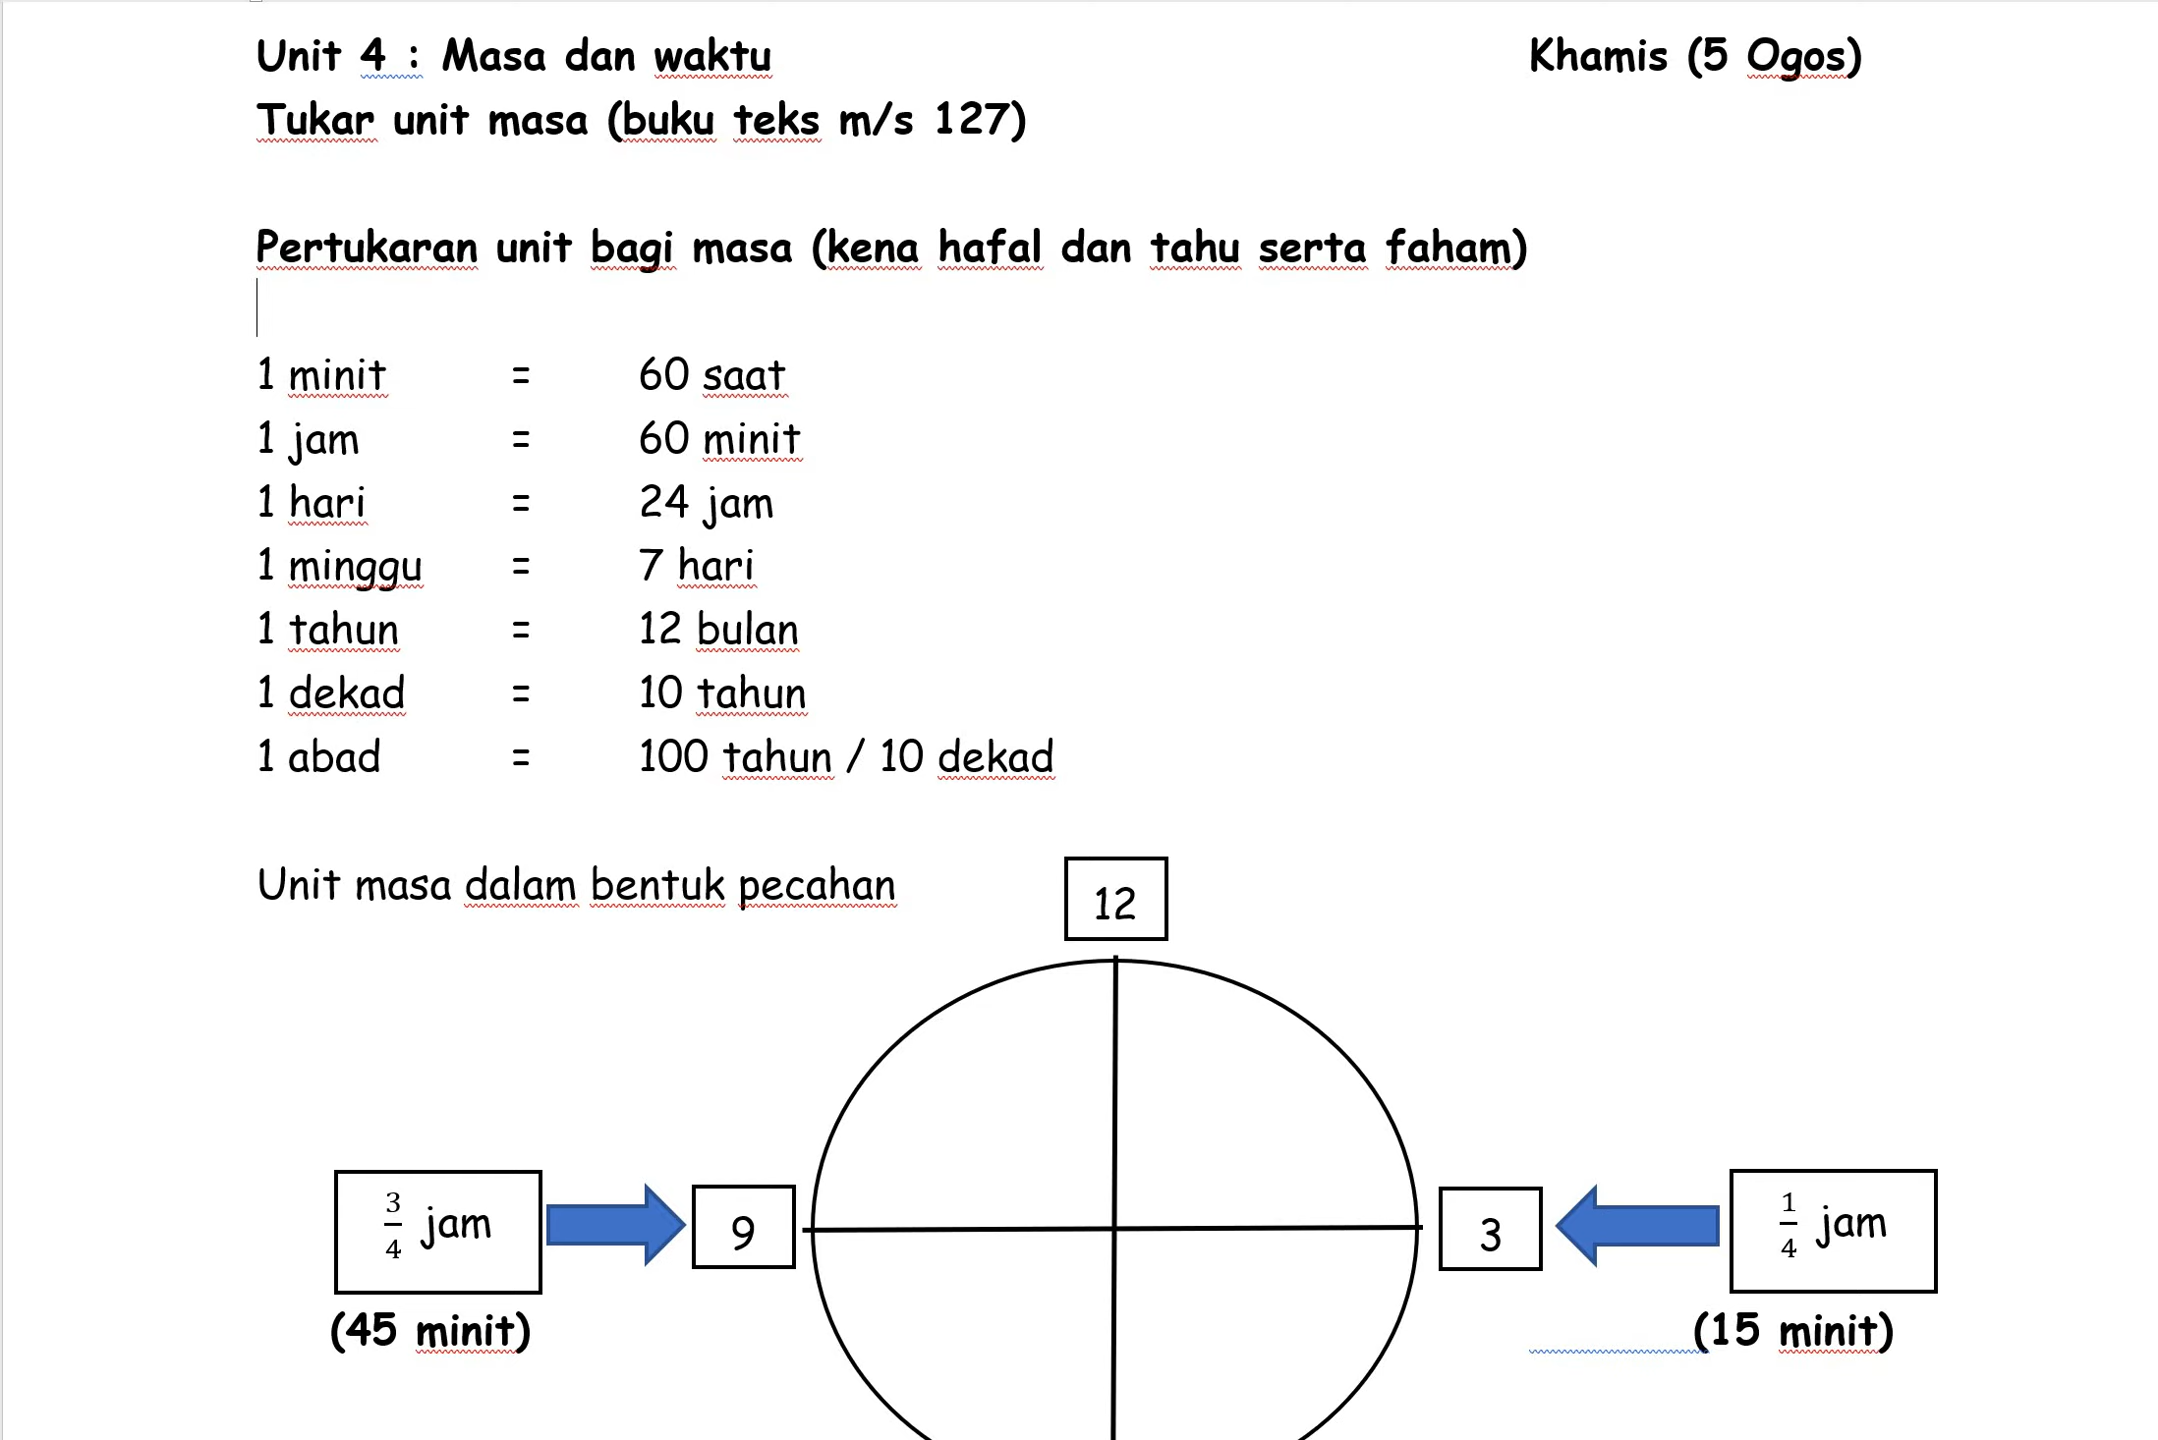 Unit 4 : Masa dan waktu Khamis (5 Ogos)
Tukar unit masa (buku teks m/s 127)
Pertukaran unit bagi masa (kena hafal dan tahu serta faham)
1 minit = 60 saat
1 jam = 60 minit
1 hari = 24 jam
1 minggu = 7 hari
1 tahun = 12 bulan
1 dekad = 10 tahun
1 abad = 100 tahun / 10 dekad
Unit masa dalam bentuk pecahan
12
3/4 jam 9 3 1/4 jam
(45 minit) (15 minit)